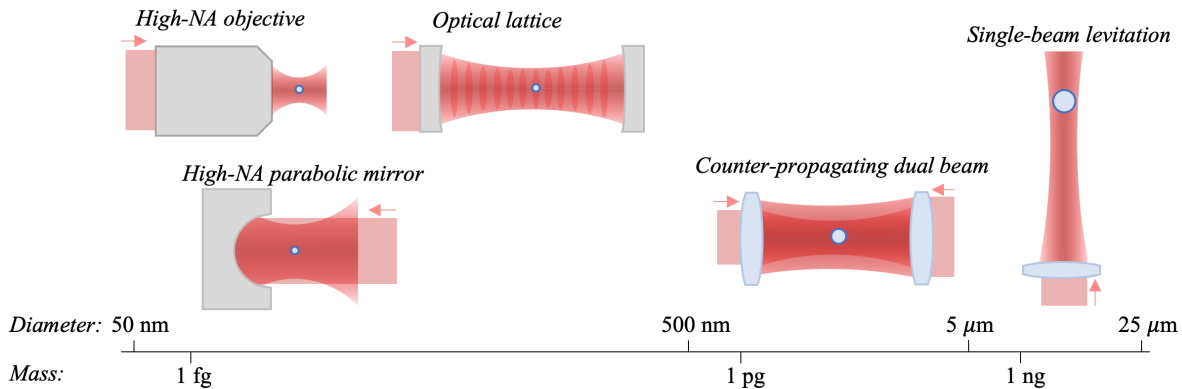 High-NA objective
Optical lattice
Single-beam levitation
High-NA parabolic mirror
Counter-propagating dual beam
Diameter: 50 nm 500 nm 5 μm 25 μm
Mass: 1 fg 1 pg 1 ng